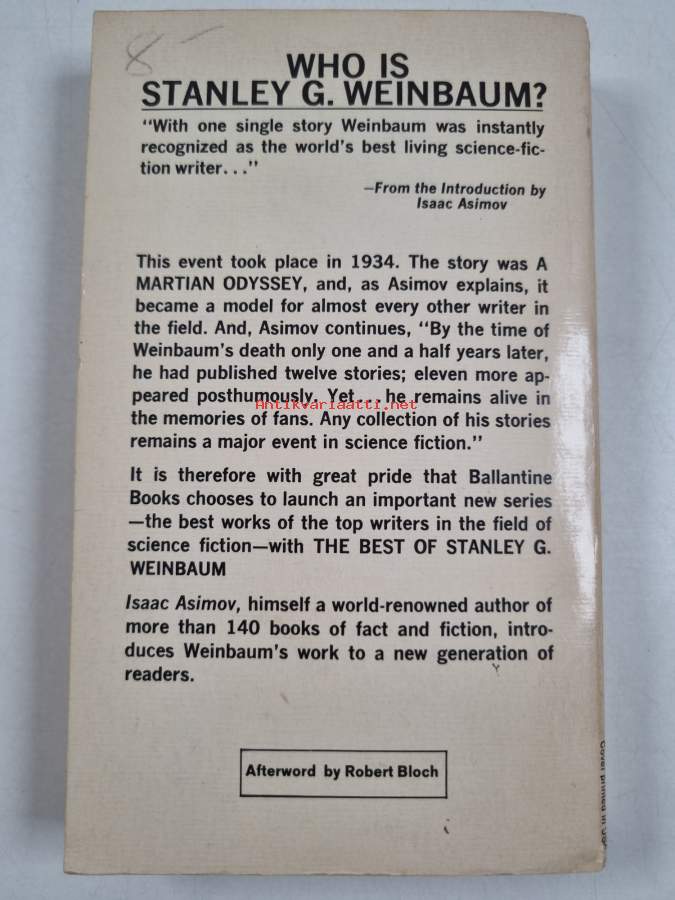 8-
WHO IS
STANLEY G. WEINBAUM?
"With one single story Weinbaum was instantly
recognized as the world's best living science-fic-
tion writer. . ."
—From the Introduction by
Isaac Asimov
This event took place in 1934. The story was A
MARTIAN ODYSSEY, and, as Asimov explains, it
became a model for almost every other writer in
the field. And, Asimov continues, "By the time of
Weinbaum's death only one and a half years later,
he had published twelve stories; eleven more ap-
peared posthumously. Yet . . . he remains alive in
Antikvariaatti.net
the memories of fans. Any collection of his stories
remains a major event in science fiction."
It is therefore with great pride that Ballantine
Books chooses to launch an important new series
—the best works of the top writers in the field of
science fiction—with THE BEST OF STANLEY G.
WEINBAUM
Isaac Asimov, himself a world-renowned author of
more than 140 books of fact and fiction, intro-
duces Weinbaum's work to a new generation of
readers.
Afterword by Robert Bloch
Cover printed in